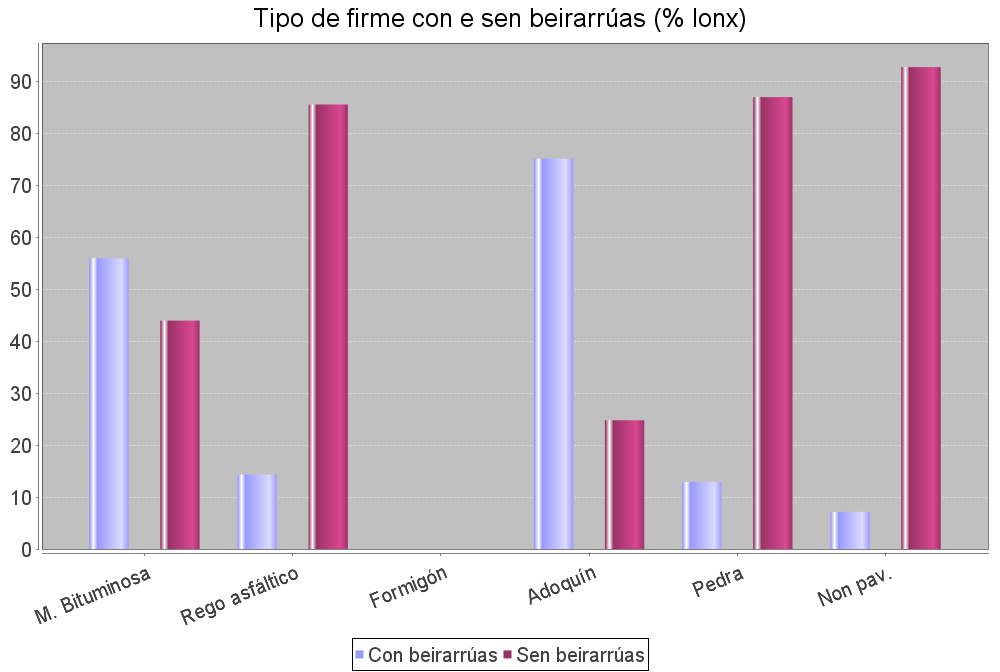 Tipo de firme con e sen beirarrúas (% lonx)
90
80
70
60
50
40
30
20
10
0
M. Bituminosa
Rego asfáltico
Formigón
Adoquín
Pedra
Non pav.
Con beirarrúas
Sen beirarrúas